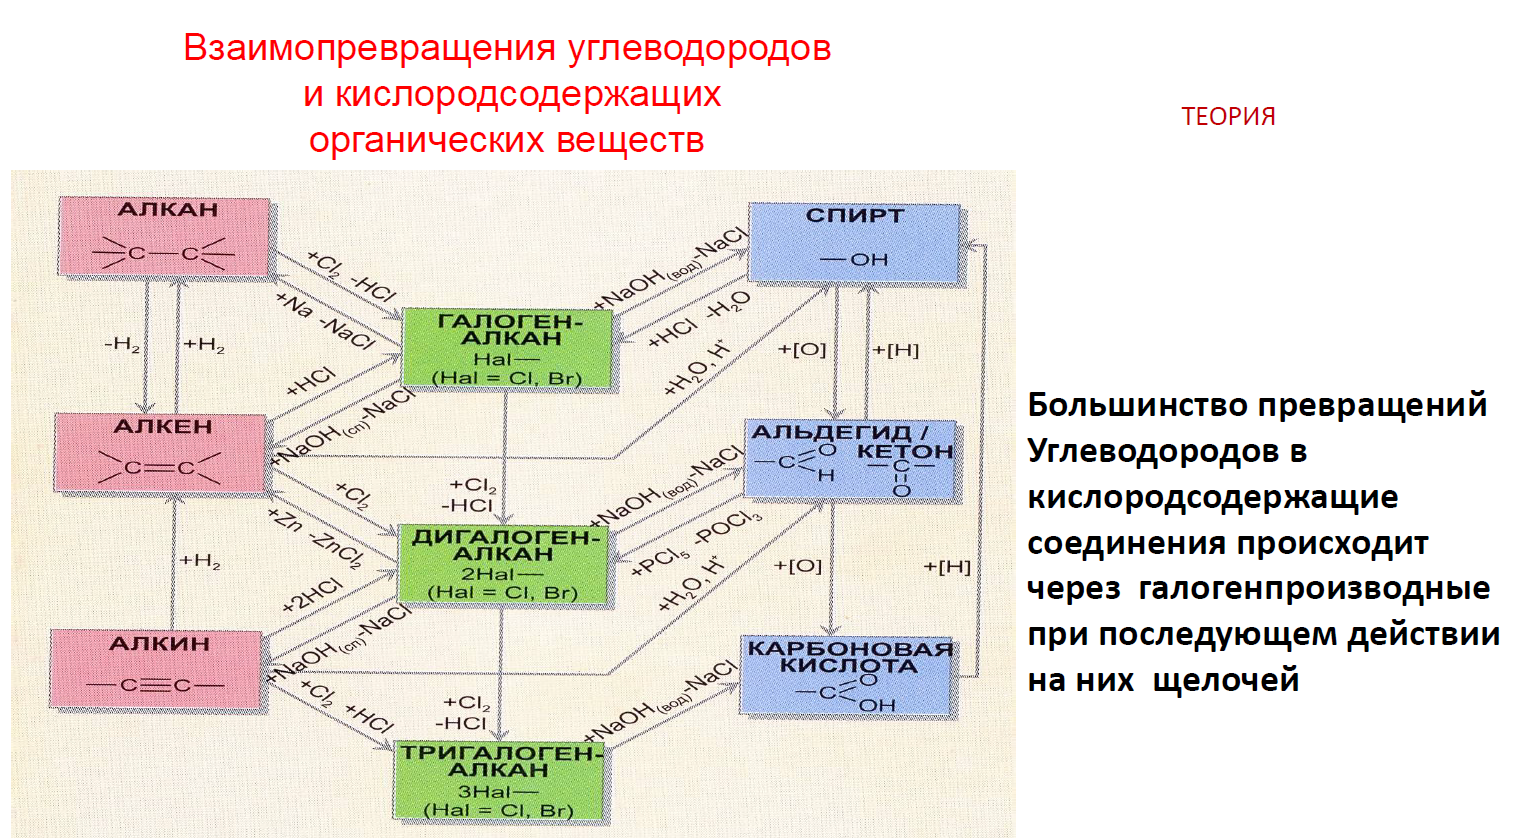 Взаимопревращения углеводородов
и кислородсодержащих
органических веществ
ТЕОРИЯ
АЛКАН
C C
СПИРТ
OH
+Cl2 -HCl
+Na -NaCl
+NaOH(вод)-NaCl
+HCl -H2O
ГАЛОГЕН-
АЛКАН
Hal
(Hal = Cl, Br)
-H2
+H2
+HCl
+NaOH(сп)-NaCl
+H2O, H+
+[O]
+[H]
АЛКЕН
C C
АЛЬДЕГИД /
КЕТОН
C O H
C O
+Cl2
+Zn -ZnCl2
+Cl2
-HCl
+NaOH(вод)-NaCl
+PCl5 -POCl3
ДИГАЛОГЕН-
АЛКАН
2Hal
(Hal = Cl, Br)
+H2
+2HCl
+NaOH(сп)-NaCl
+H2O, H+
+[O]
+[H]
АЛКИН
C C
КАРБОНОВАЯ
КИСЛОТА
C O OH
+Cl2 +HCl
+Cl2
-HCl
+NaOH(вод)-NaCl
ТРИГАЛОГЕН-
АЛКАН
3Hal
(Hal = Cl, Br)
Большинство превращений
Углеводородов в
кислородсодержащие
соединения происходит
через галогенпроизводные
при последующем действии
на них щелочей